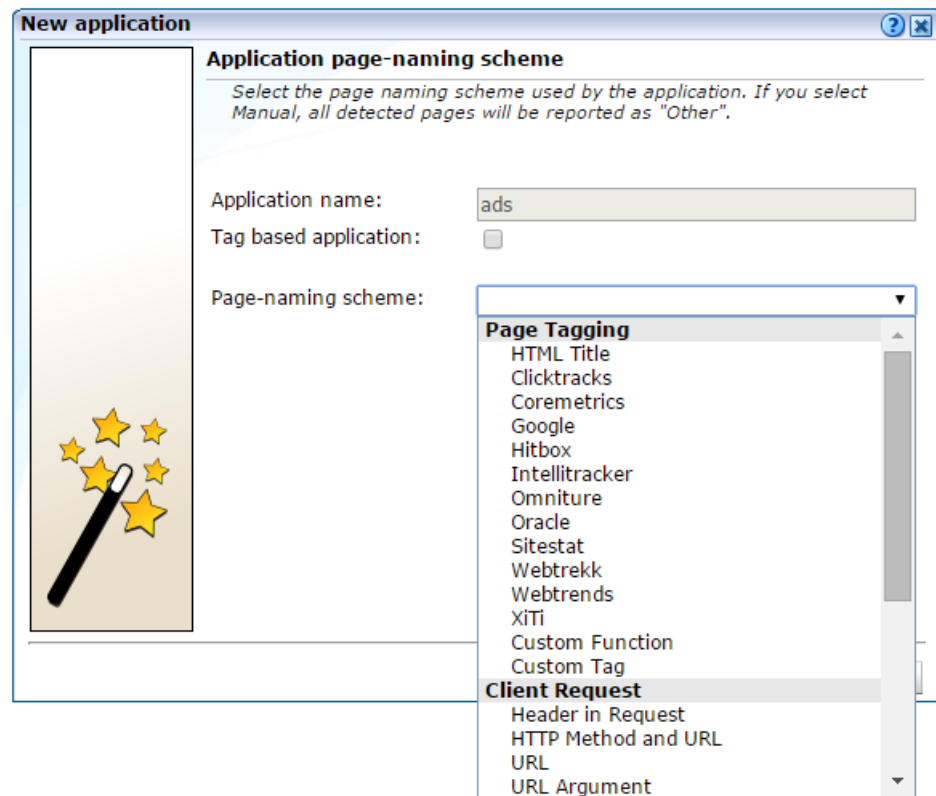 New application
Application page-naming scheme
Select the page naming scheme used by the application. If you select
Manual, all detected pages will be reported as "Other".
Application name:
ads
Tag based application:
Page-naming scheme:
Page Tagging
HTML Title
Clicktracks
Coremetrics
Google
Hitbox
Intellitracker
Omniture
Oracle
Sitestat
Webtrekk
Webtrends
XiTi
Custom Function
Custom Tag
Client Request
Header in Request
HTTP Method and URL
URL
URL Argument